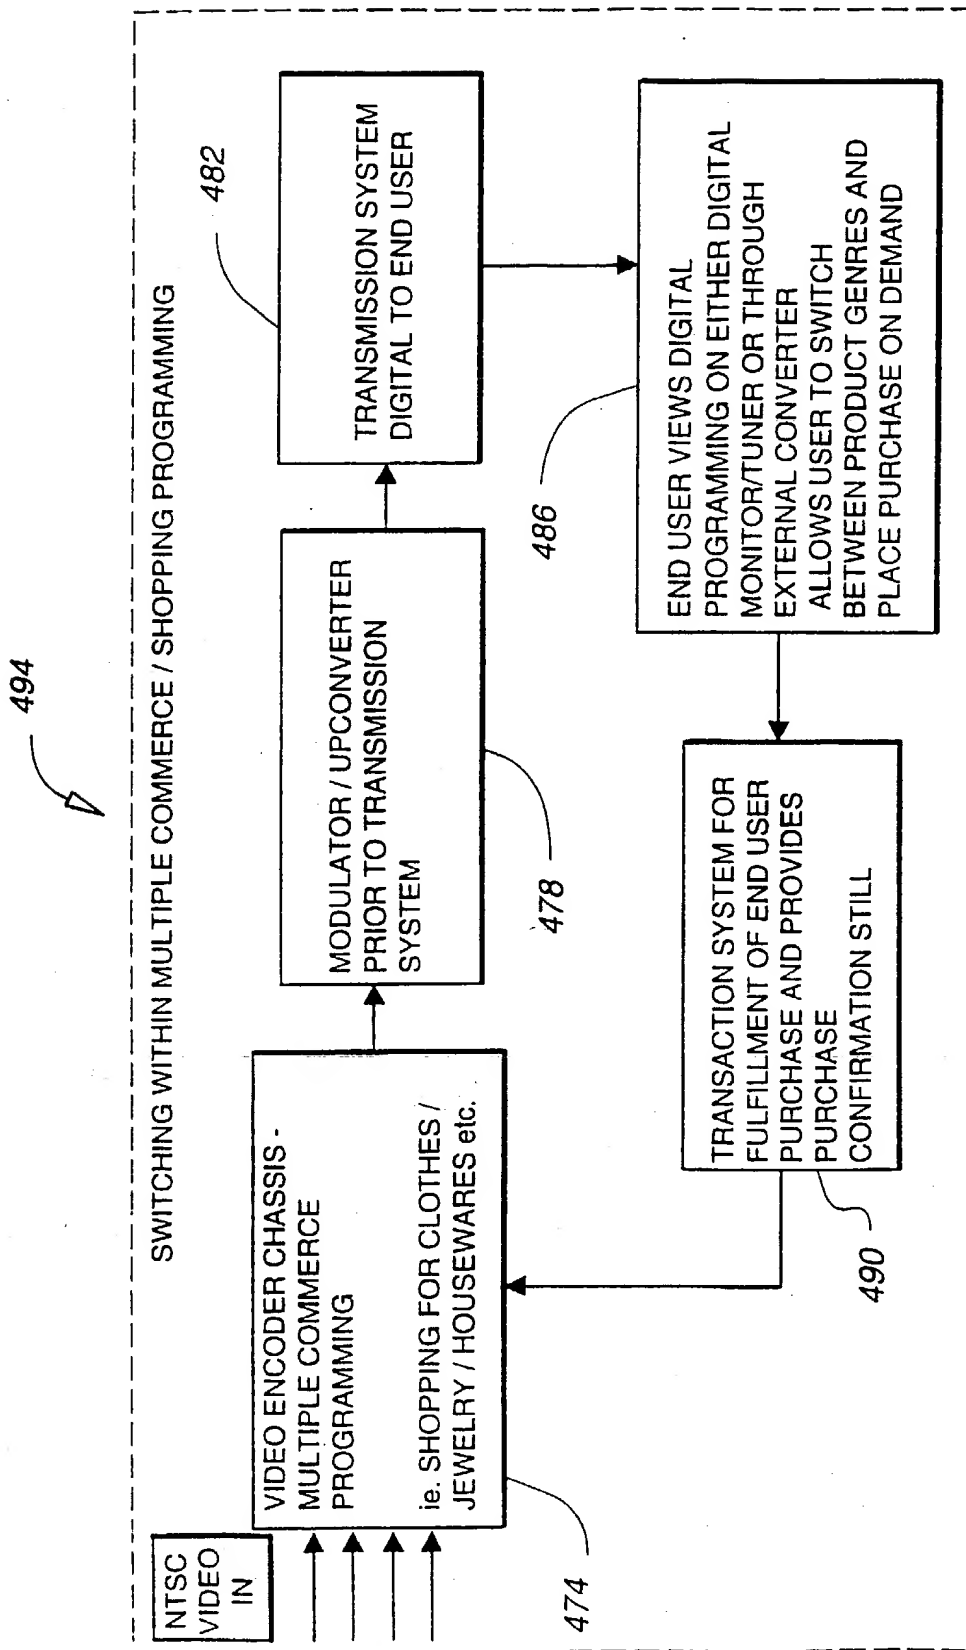 494
SWITCHING WITHIN MULTIPLE COMMERCE / SHOPPING PROGRAMMING
NTSC
VIDEO
IN
VIDEO ENCODER CHASSIS -
MULTIPLE COMMERCE
PROGRAMMING
ie. SHOPPING FOR CLOTHES /
JEWELRY / HOUSEWARES etc.
474
MODULATOR / UPCONVERTER
PRIOR TO TRANSMISSION
SYSTEM
478
TRANSMISSION SYSTEM
DIGITAL TO END USER
482
END USER VIEWS DIGITAL
PROGRAMMING ON EITHER DIGITAL
MONITOR/TUNER OR THROUGH
EXTERNAL CONVERTER
ALLOWS USER TO SWITCH
BETWEEN PRODUCT GENRES AND
PLACE PURCHASE ON DEMAND
486
TRANSACTION SYSTEM FOR
FULFILLMENT OF END USER
PURCHASE AND PROVIDES
PURCHASE
CONFIRMATION STILL
490